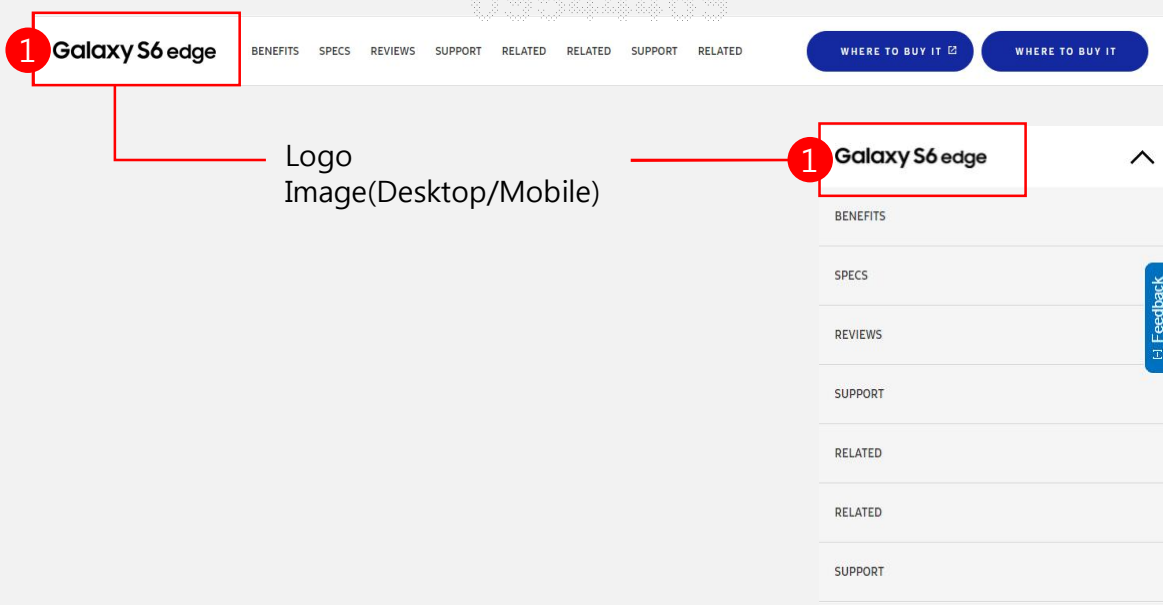 1 Galaxy S6 edge BENEFITS SPECS REVIEWS SUPPORT RELATED RELATED SUPPORT RELATED WHERE TO BUY IT WHERE TO BUY IT
Logo
Image(Desktop/Mobile)
1 Galaxy S6 edge
BENEFITS
SPECS
Feedback
REVIEWS
SUPPORT
RELATED
RELATED
SUPPORT